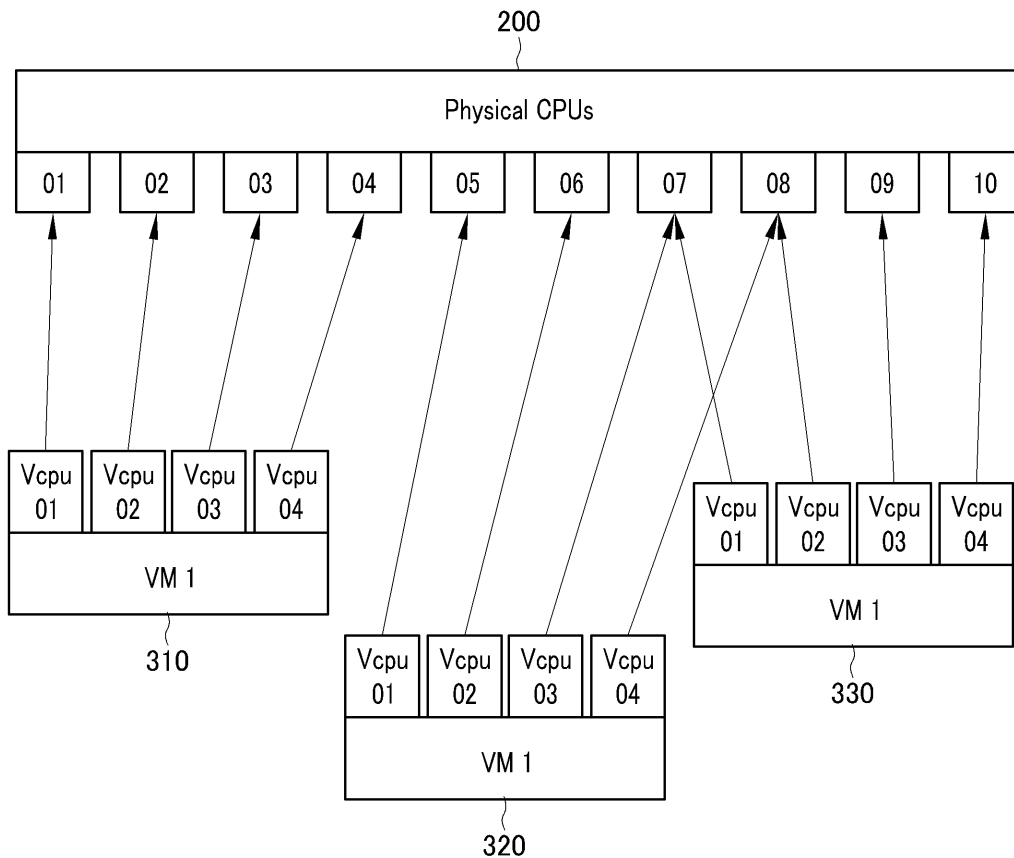 200
Physical CPUs
01 02 03 04 05 06 07 08 09 10
Vcpu 01
Vcpu 02
Vcpu 03
Vcpu 04
VM 1
310
Vcpu 01
Vcpu 02
Vcpu 03
Vcpu 04
VM 1
320
Vcpu 01
Vcpu 02
Vcpu 03
Vcpu 04
VM 1
330